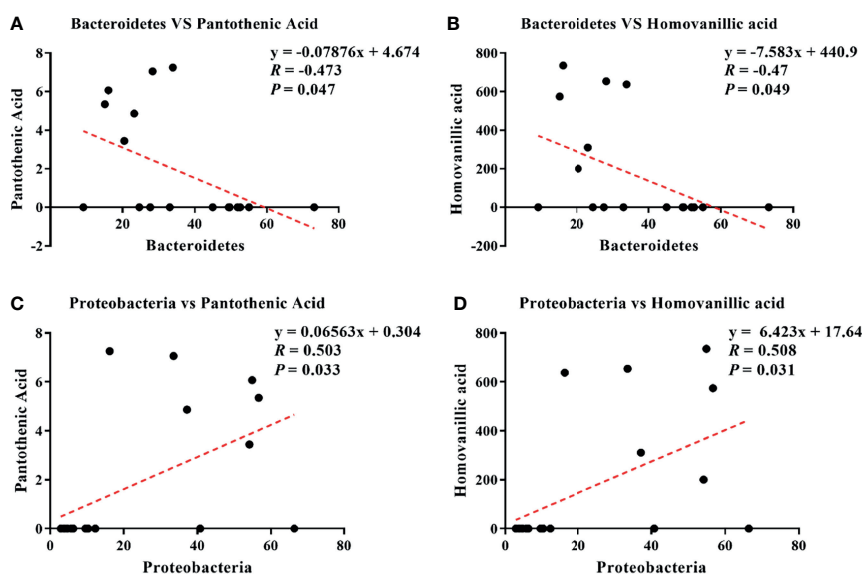 A
Bacteroidetes VS Pantothenic Acid
y = -0.07876x + 4.674
R = -0.473
P = 0.047
Pantothenic Acid
8
6
4
2
0
-2
20
40
60
80
Bacteroidetes
B
Bacteroidetes VS Homovanillic acid
y = -7.583x + 440.9
R = -0.47
P = 0.049
Homovanillic acid
800
600
400
200
0
-200
20
40
60
80
Bacteroidetes
C
Proteobacteria vs Pantothenic Acid
y = 0.06563x + 0.304
R = 0.503
P = 0.033
Pantothenic Acid
8
6
4
2
0
0
20
40
60
80
Proteobacteria
D
Proteobacteria vs Homovanillic acid
y = 6.423x + 17.64
R = 0.508
P = 0.031
Homovanillic acid
800
600
400
200
0
0
20
40
60
80
Proteobacteria